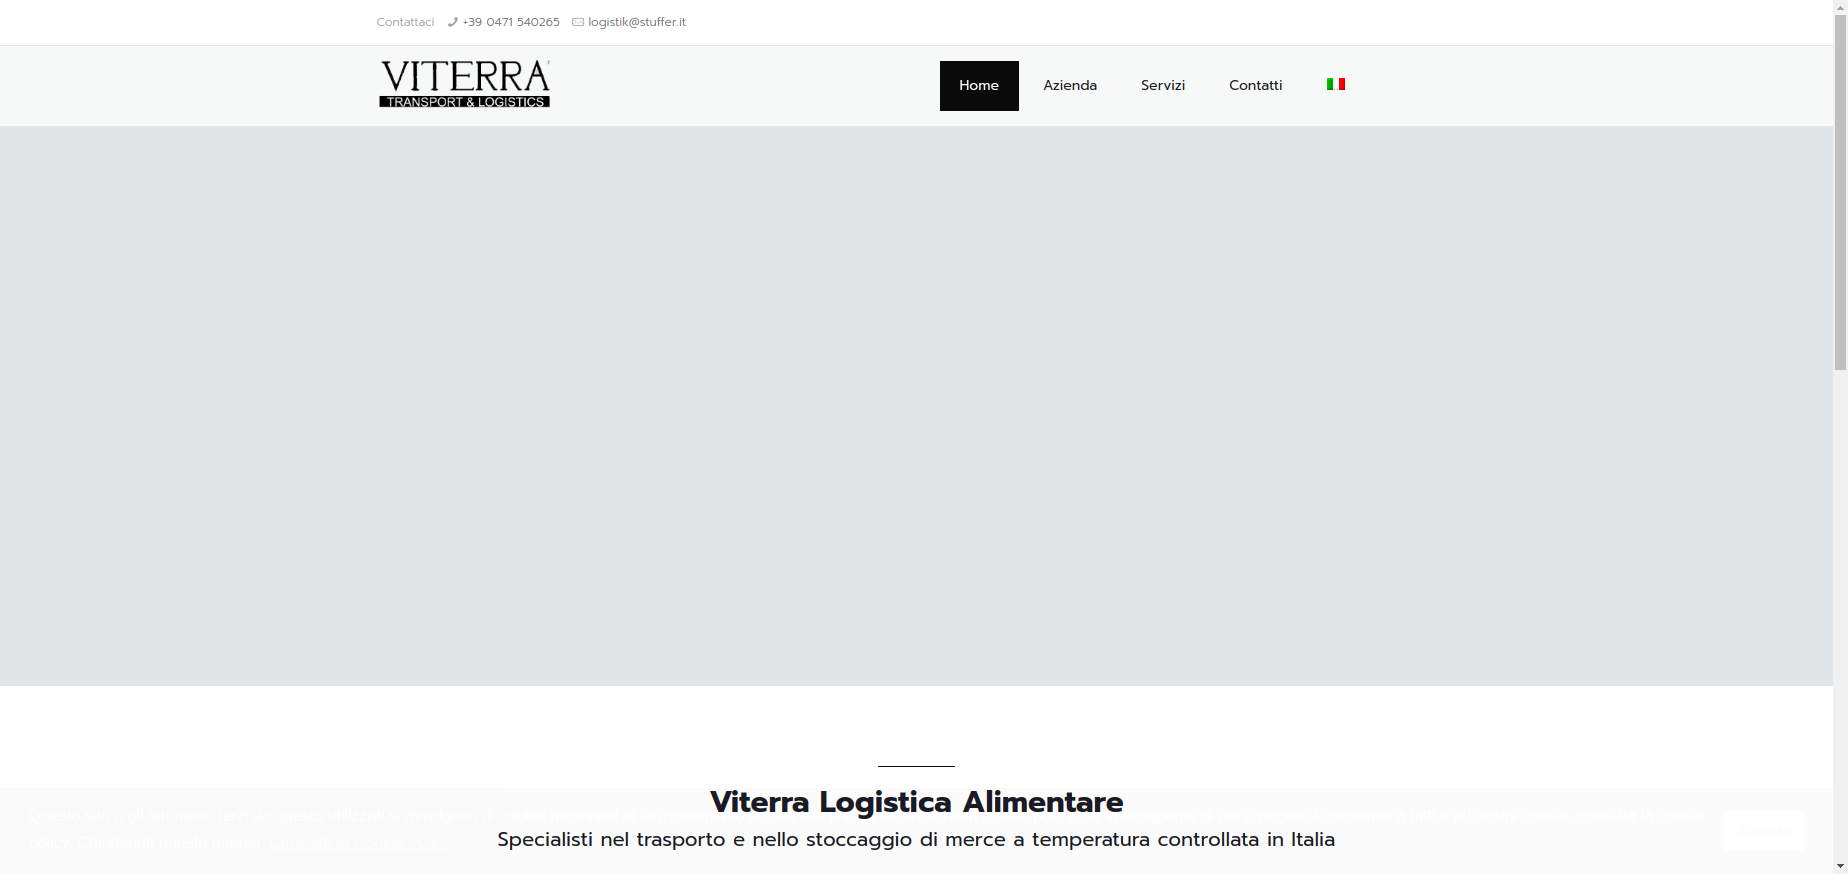 Contattaci +39 0471 540265 logistik@stuffer.it
VITERRA
TRANSPORT & LOGISTICS
Home Azienda Servizi Contatti
Viterra Logistica Alimentare
Specialisti nel trasporto e nello stoccaggio di merce a temperatura controllata in Italia